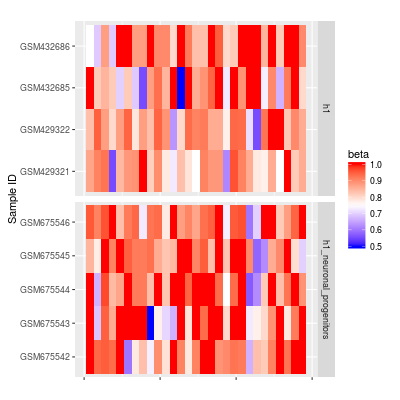 GSM432686
GSM432685
GSM429322
GSM429321
h1
GSM675546
GSM675545
GSM675544
GSM675543
GSM675542
h1_neuronal_progenitors
Sample ID
beta
1.0
0.9
0.8
0.7
0.6
0.5